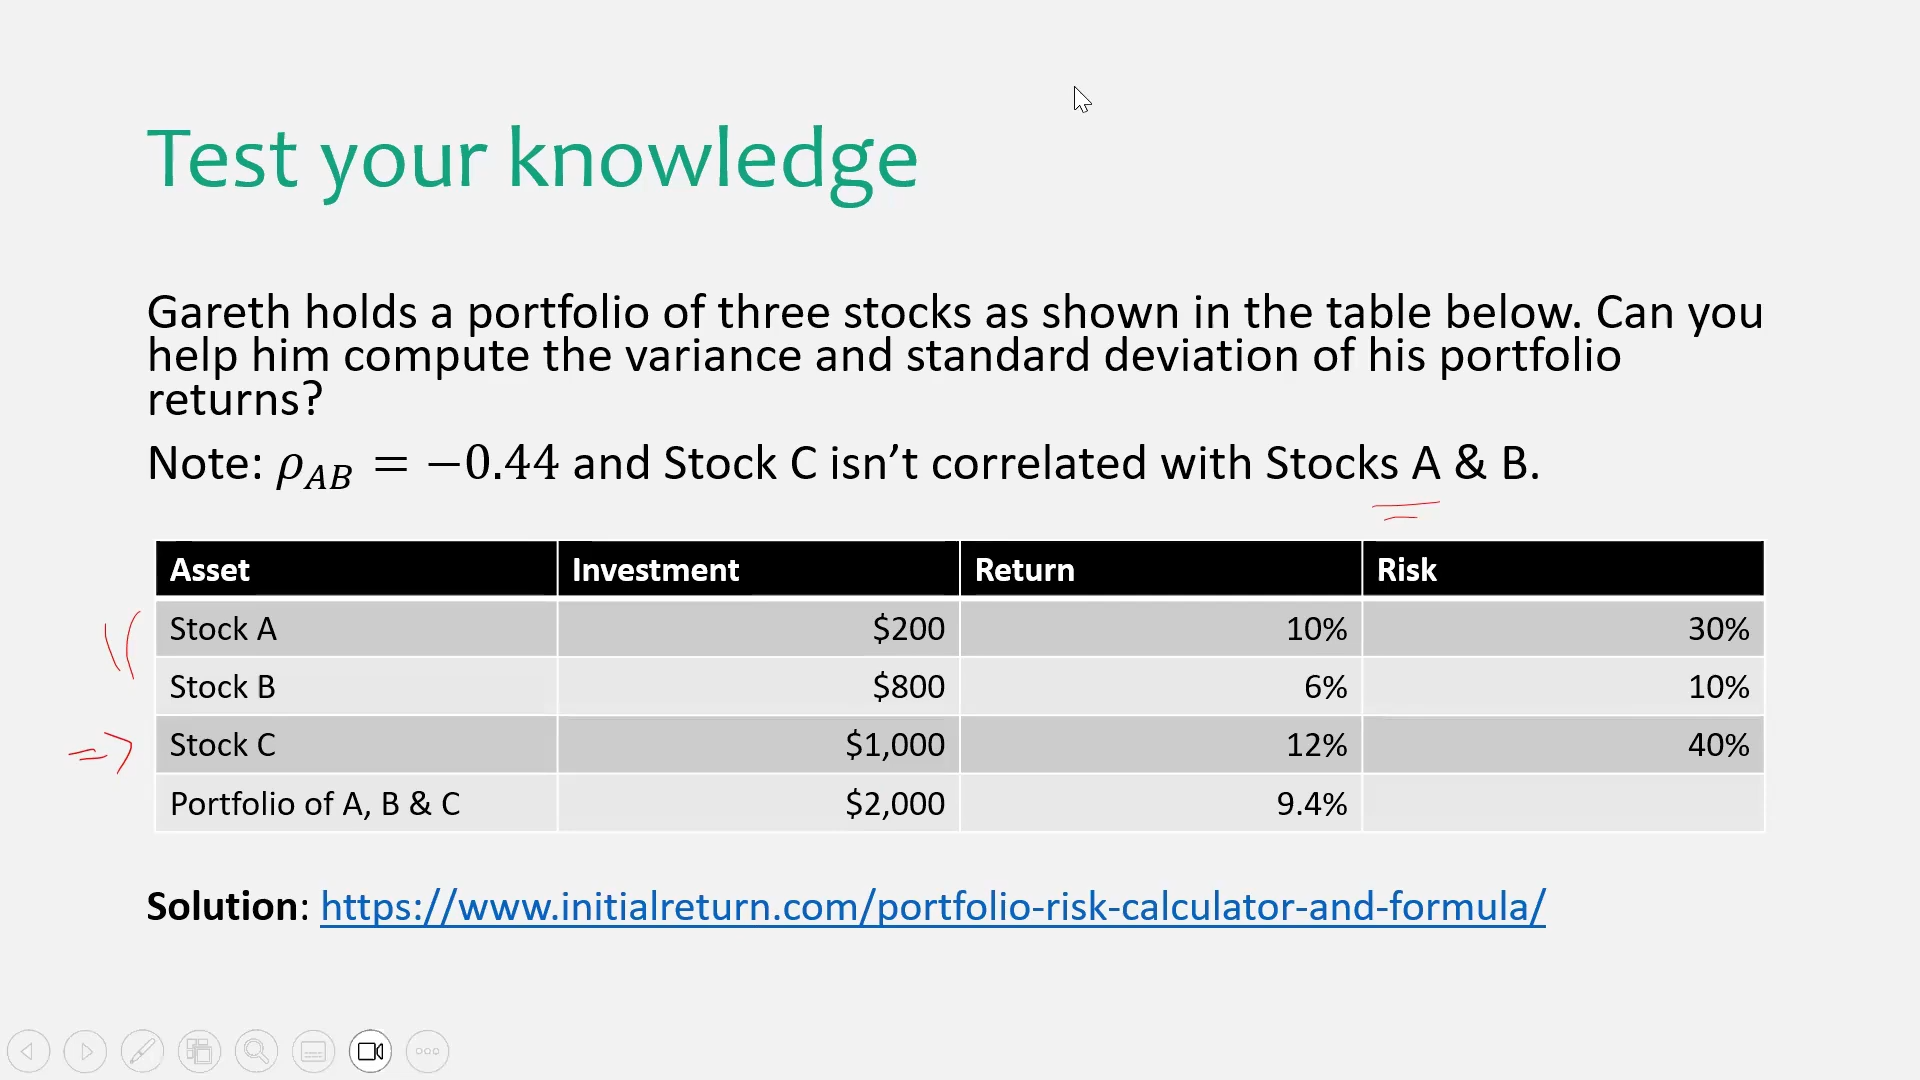 Test your knowledge
Gareth holds a portfolio of three stocks as shown in the table below. Can you
help him compute the variance and standard deviation of his portfolio
returns?
Note: ρ_AB = −0.44 and Stock C isn’t correlated with Stocks A & B.
Asset Investment Return Risk
Stock A $200 10% 30%
Stock B $800 6% 10%
Stock C $1,000 12% 40%
Portfolio of A, B & C $2,000 9.4%
Solution: https://www.initialreturn.com/portfolio-risk-calculator-and-formula/